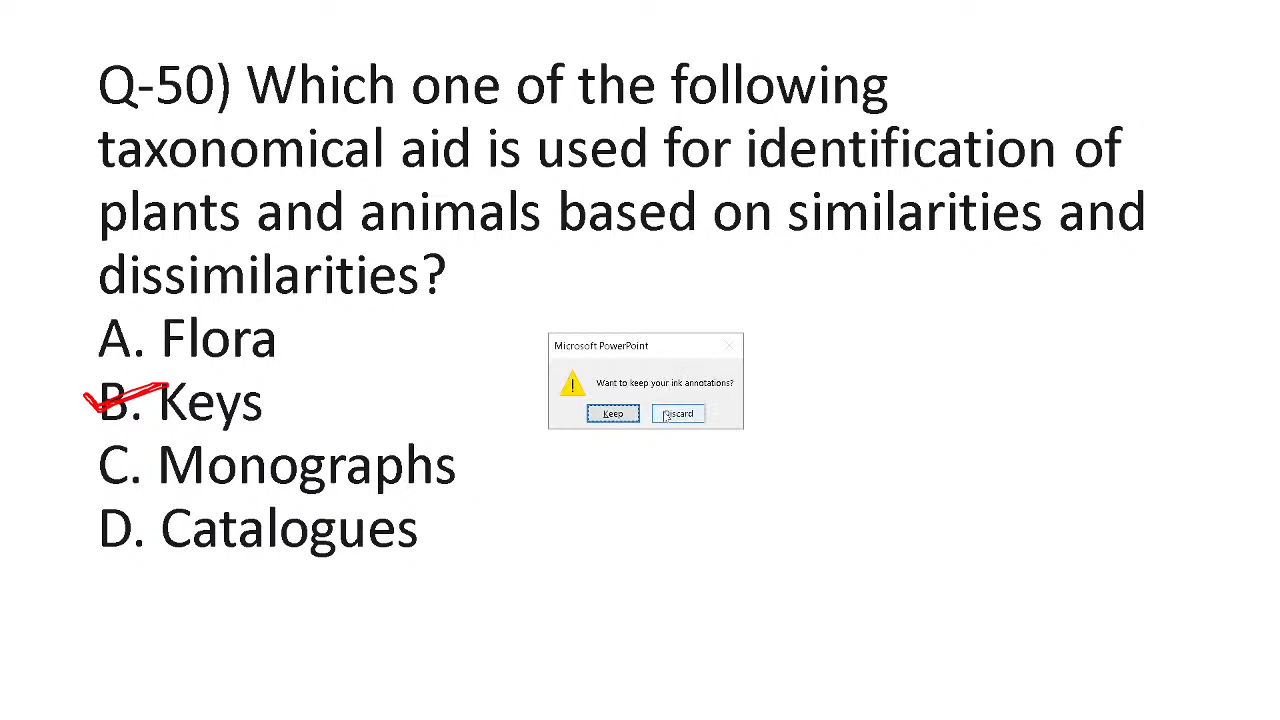 Q-50) Which one of the following
taxonomical aid is used for identification of
plants and animals based on similarities and
dissimilarities?
A. Flora
B. Keys
C. Monographs
D. Catalogues
Microsoft PowerPoint
Want to keep your ink annotations?
Keep
Discard